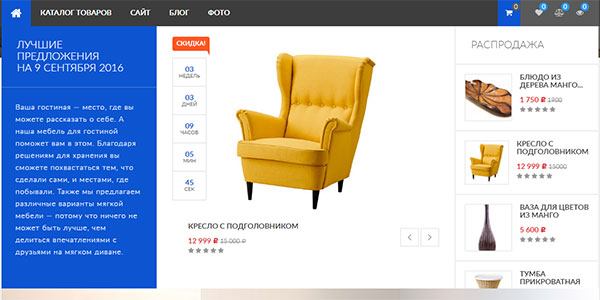 КАТАЛОГ ТОВАРОВ
САЙТ
БЛОГ
ФОТО
0
0
0
0
ЛУЧШИЕ
ПРЕДЛОЖЕНИЯ
НА 9 СЕНТЯБРЯ 2016
Ваша гостиная — место, где вы
можете рассказать о себе. А
наша мебель для гостиной
поможет вам в этом. Благодаря
решениям для хранения вы
сможете похвастаться тем, что
сделали сами, и местами, где
побывали. Также мы предлагаем
различные варианты мягкой
мебели — потому что ничего не
может быть лучше, чем
делиться впечатлениями с
друзьями на мягком диване.
СКИДКА!
03
НЕДЕЛЬ
03
ДНЕЙ
09
ЧАСОВ
05
МИН
45
СЕК
КРЕСЛО С ПОДГОЛОВНИКОМ
12 999 ₽ 15 000 ₽
РАСПРОДАЖА
БЛЮДО ИЗ
ДЕРЕВА МАНГО...
1 750 ₽ 1900
КРЕСЛО С
ПОДГОЛОВНИКОМ
12 999 ₽ 15000
ВАЗА ДЛЯ ЦВЕТОВ
ИЗ МАНГО
5 600 ₽
ТУМБА
ПРИКРОВАТНАЯ